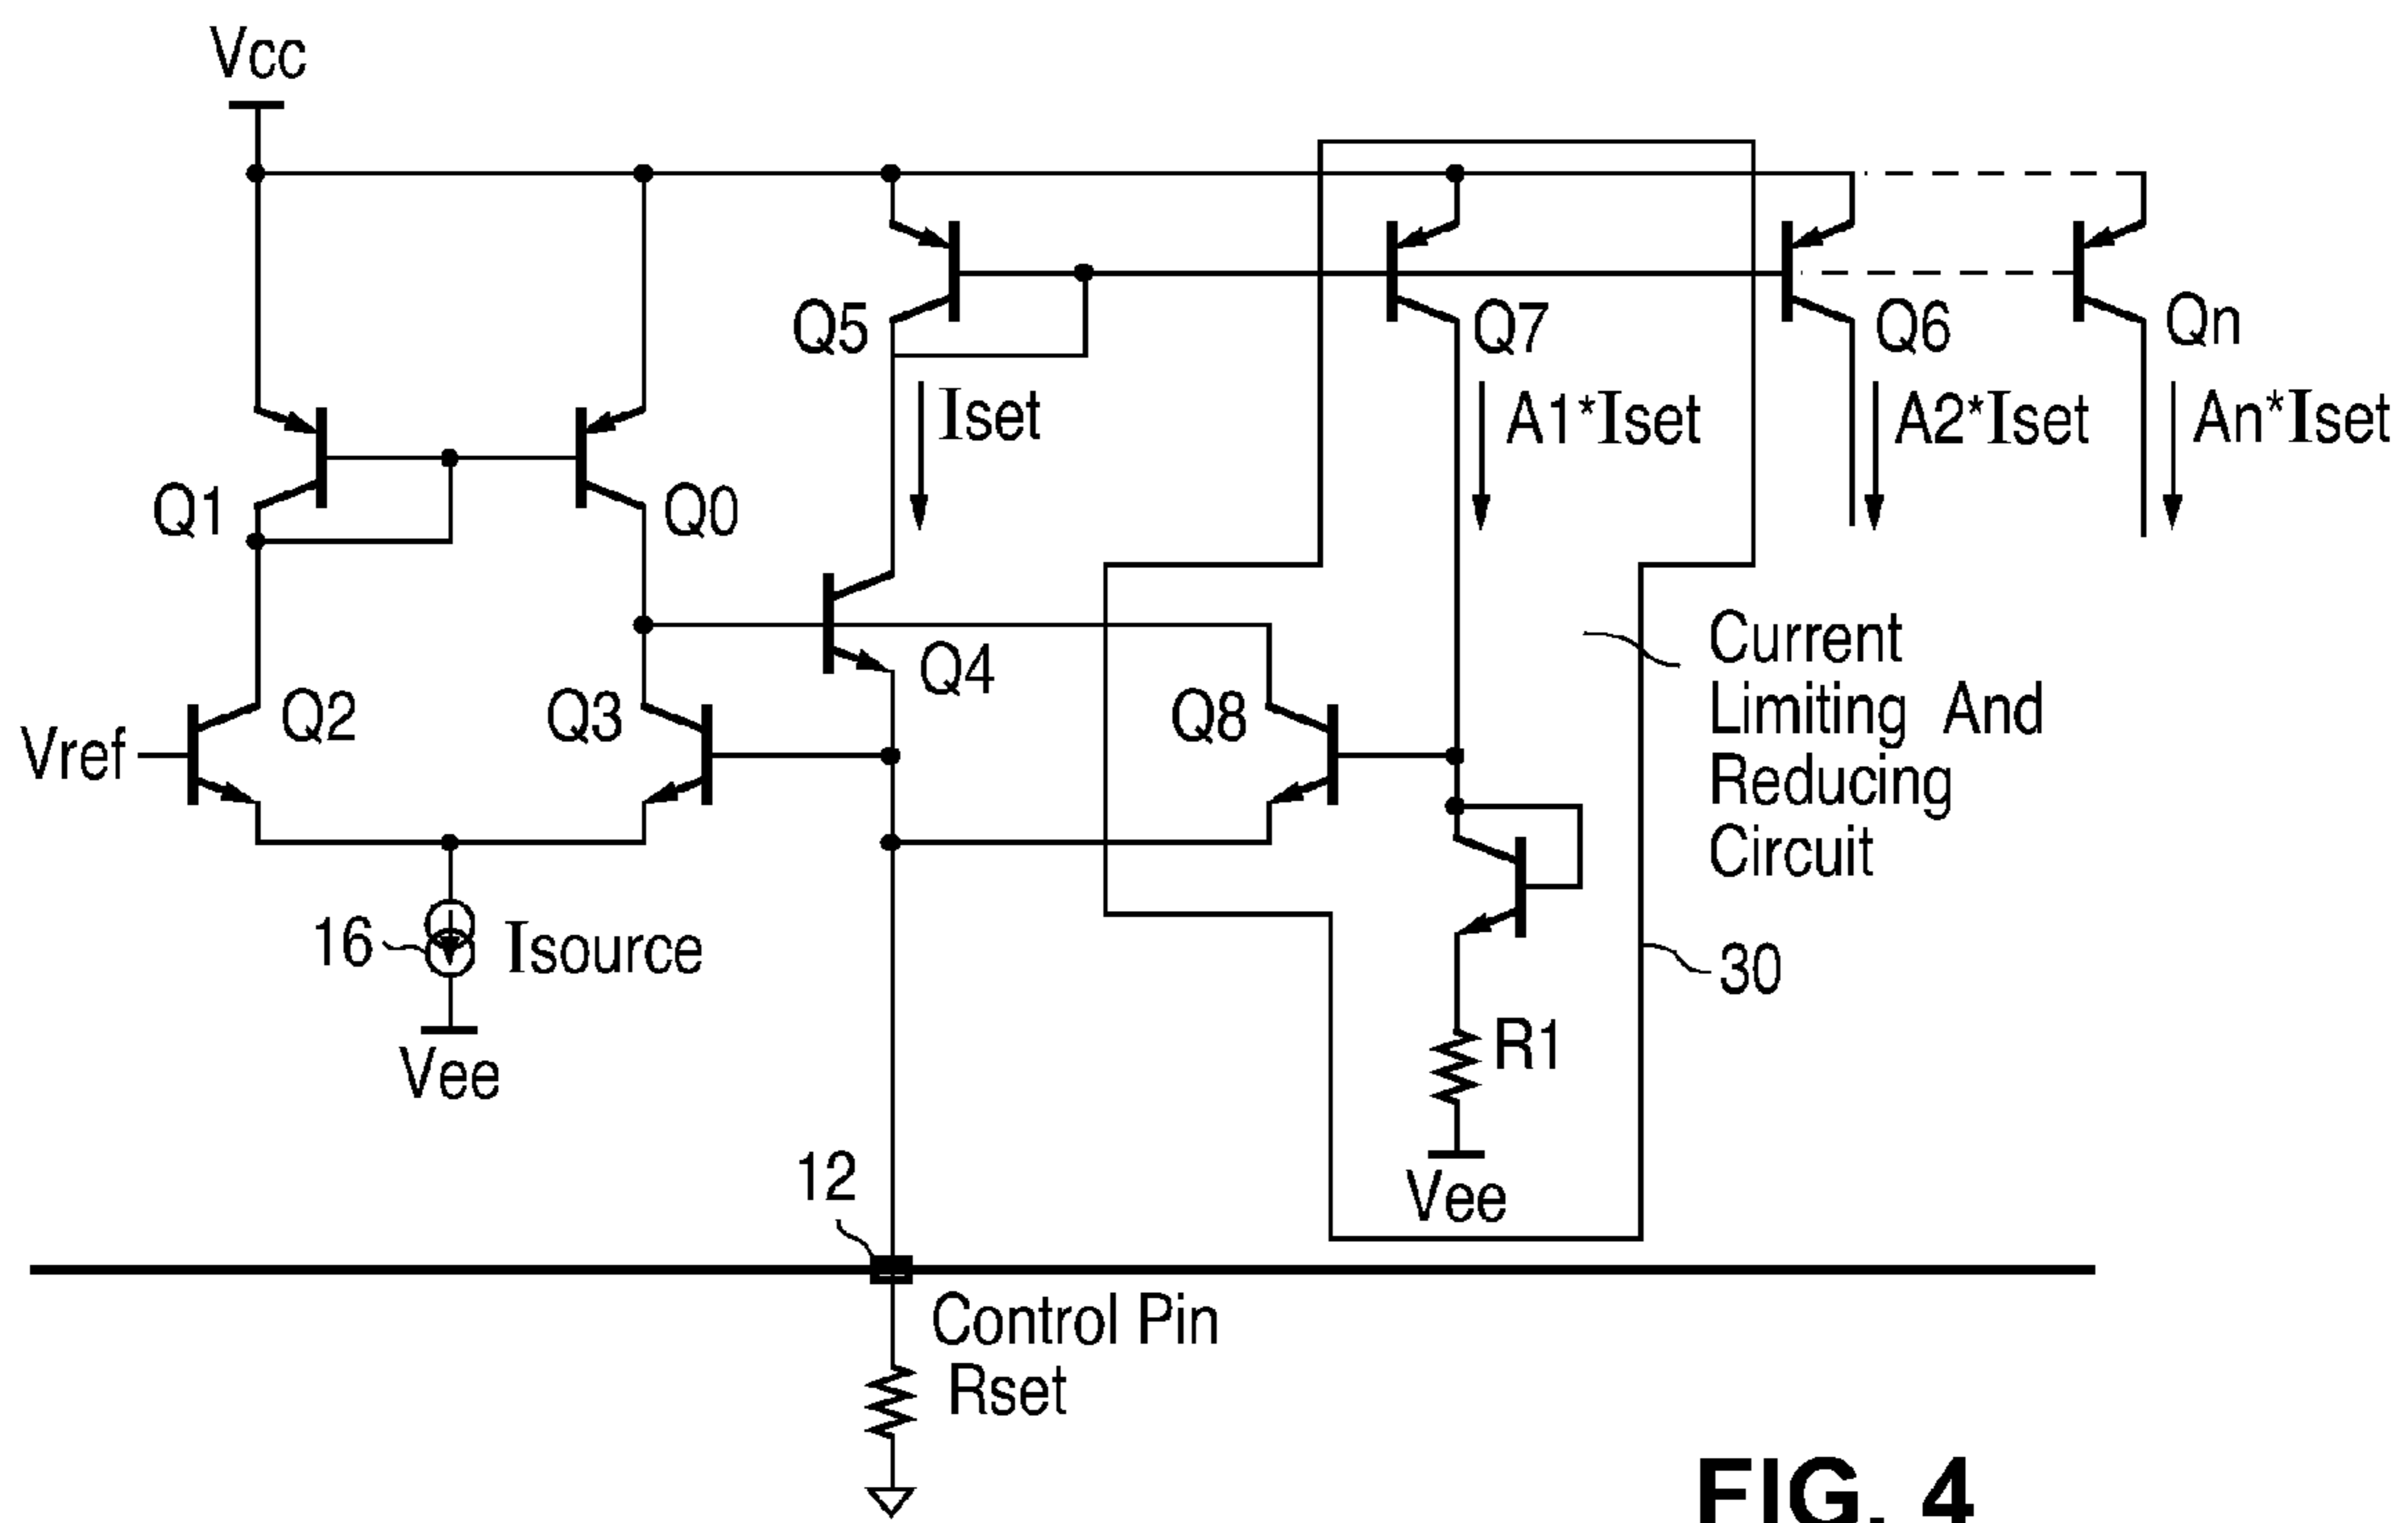 Vcc
Q5
Q7
Q6
Qn
Iset
A1*Iset
A2*Iset
An*Iset
Q1
Q0
Q4
Current
Limiting And
Reducing
Circuit
Vref
Q2
Q3
Q8
16
Isource
30
Vee
R1
12
Vee
Control Pin
Rset
FIG. 4